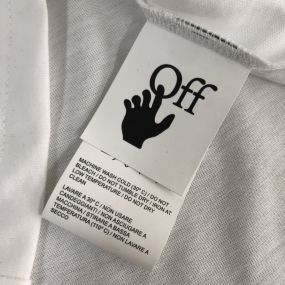 Off
MACHINE WASH COLD (30° C) / DO NOT
BLEACH / DO NOT TUMBLE DRY / IRON AT
LOW TEMPERATURE / DO NOT DRY
CLEAN
LAVARE A 30° C / NON USARE
CANDEGGIANTI / NON ASCIUGARE A
MACCHINA / STIRARE A BASSA
TEMPERATURA (110° C) / NON LAVARE A
SECCO